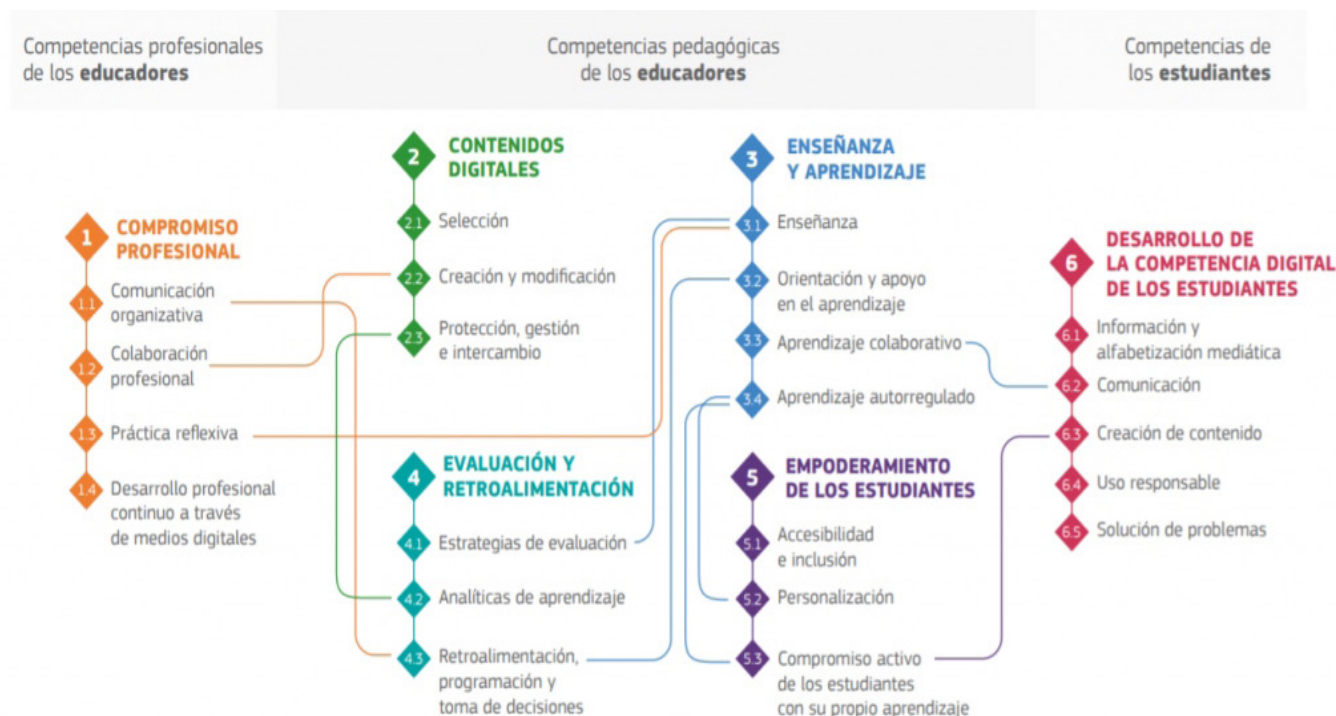 Competencias profesionales
de los educadores
Competencias pedagógicas
de los educadores
Competencias de
los estudiantes
1
COMPROMISO
PROFESIONAL
1.1
Comunicación
organizativa
1.2
Colaboración
profesional
1.3
Práctica reflexiva
1.4
Desarrollo profesional
continuo a través
de medios digitales
2
CONTENIDOS
DIGITALES
2.1
Selección
2.2
Creación y modificación
2.3
Protección, gestión
e intercambio
3
ENSEÑANZA
Y APRENDIZAJE
3.1
Enseñanza
3.2
Orientación y apoyo
en el aprendizaje
3.3
Aprendizaje colaborativo
3.4
Aprendizaje autorregulado
4
EVALUACIÓN Y
RETROALIMENTACIÓN
4.1
Estrategias de evaluación
4.2
Analíticas de aprendizaje
4.3
Retroalimentación,
programación y
toma de decisiones
5
EMPODERAMIENTO
DE LOS ESTUDIANTES
5.1
Accesibilidad
e inclusión
5.2
Personalización
5.3
Compromiso activo
de los estudiantes
con su propio aprendizaje
6
DESARROLLO DE
LA COMPETENCIA DIGITAL
DE LOS ESTUDIANTES
6.1
Información y
alfabetización mediática
6.2
Comunicación
6.3
Creación de contenido
6.4
Uso responsable
6.5
Solución de problemas